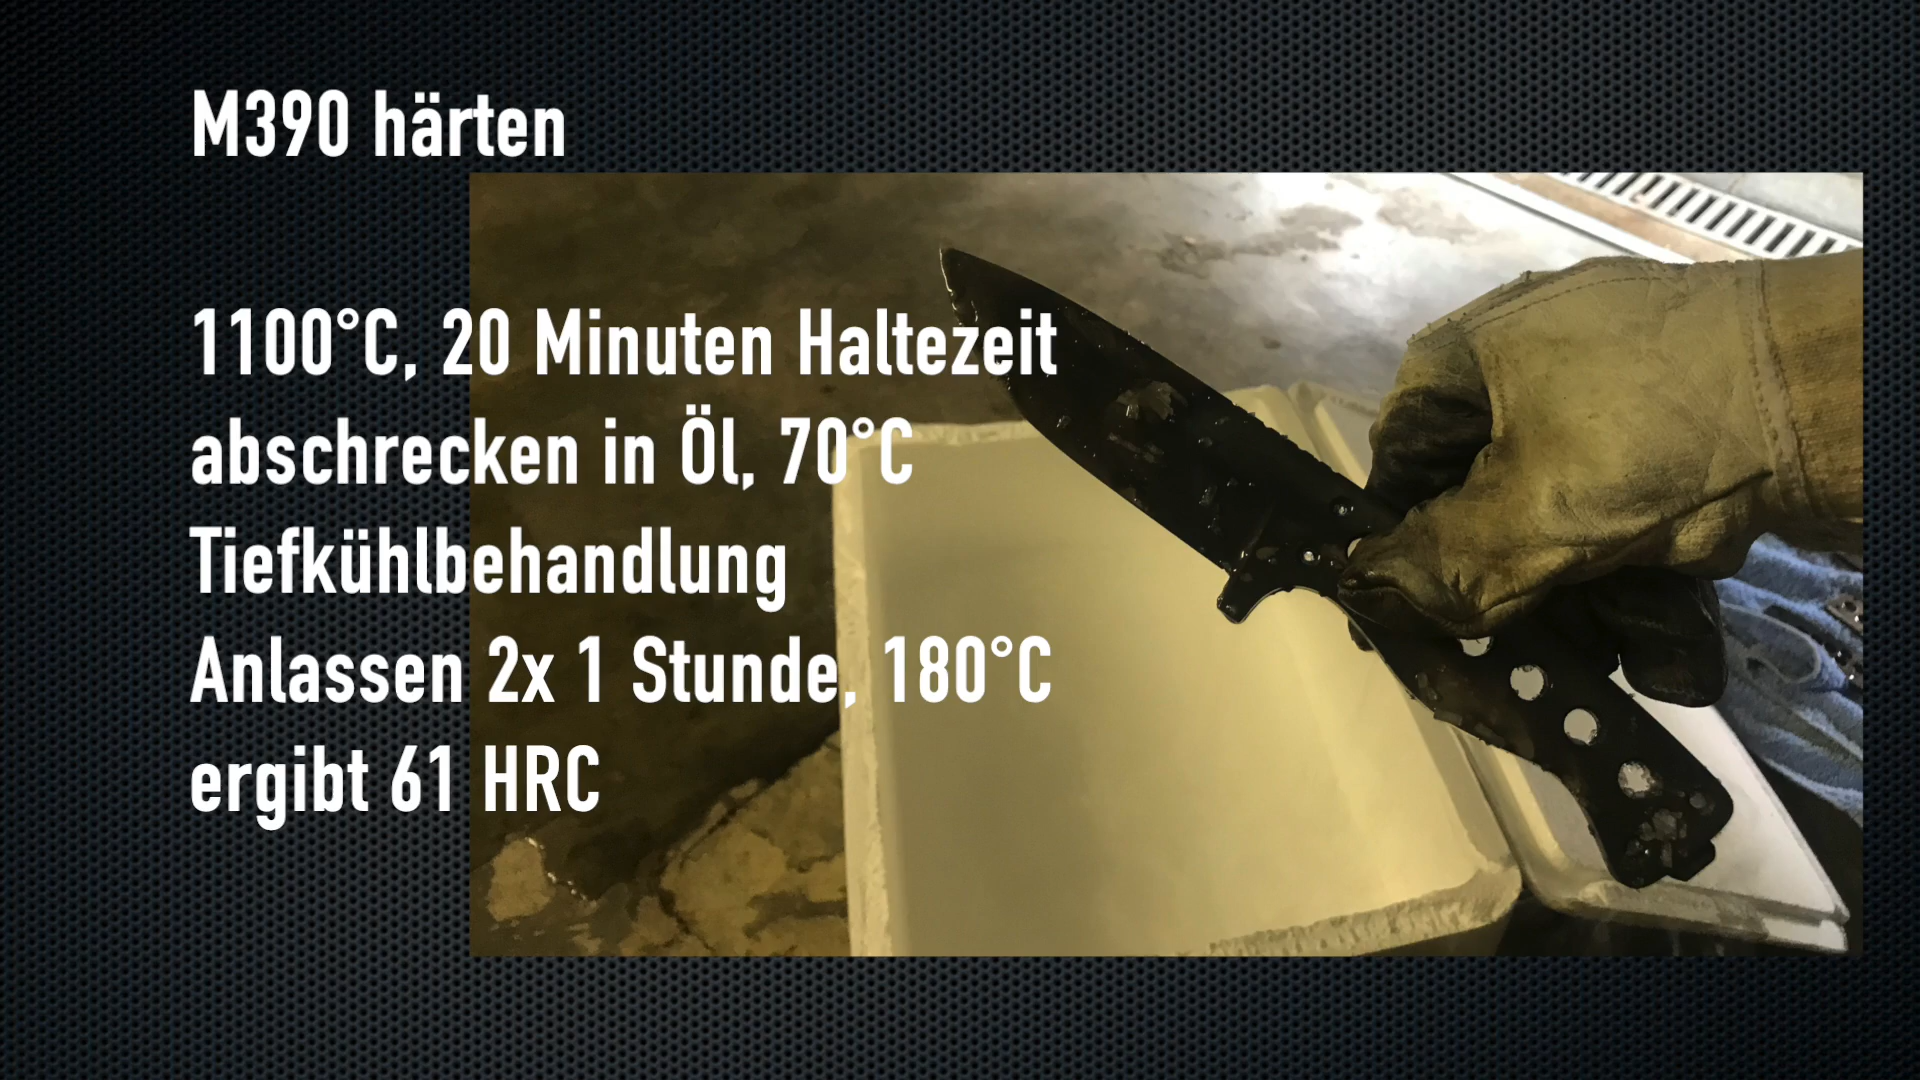 M390 härten
1100°C, 20 Minuten Haltezeit
abschrecken in Öl, 70°C
Tiefkühlbehandlung
Anlassen 2x 1 Stunde, 180°C
ergibt 61 HRC